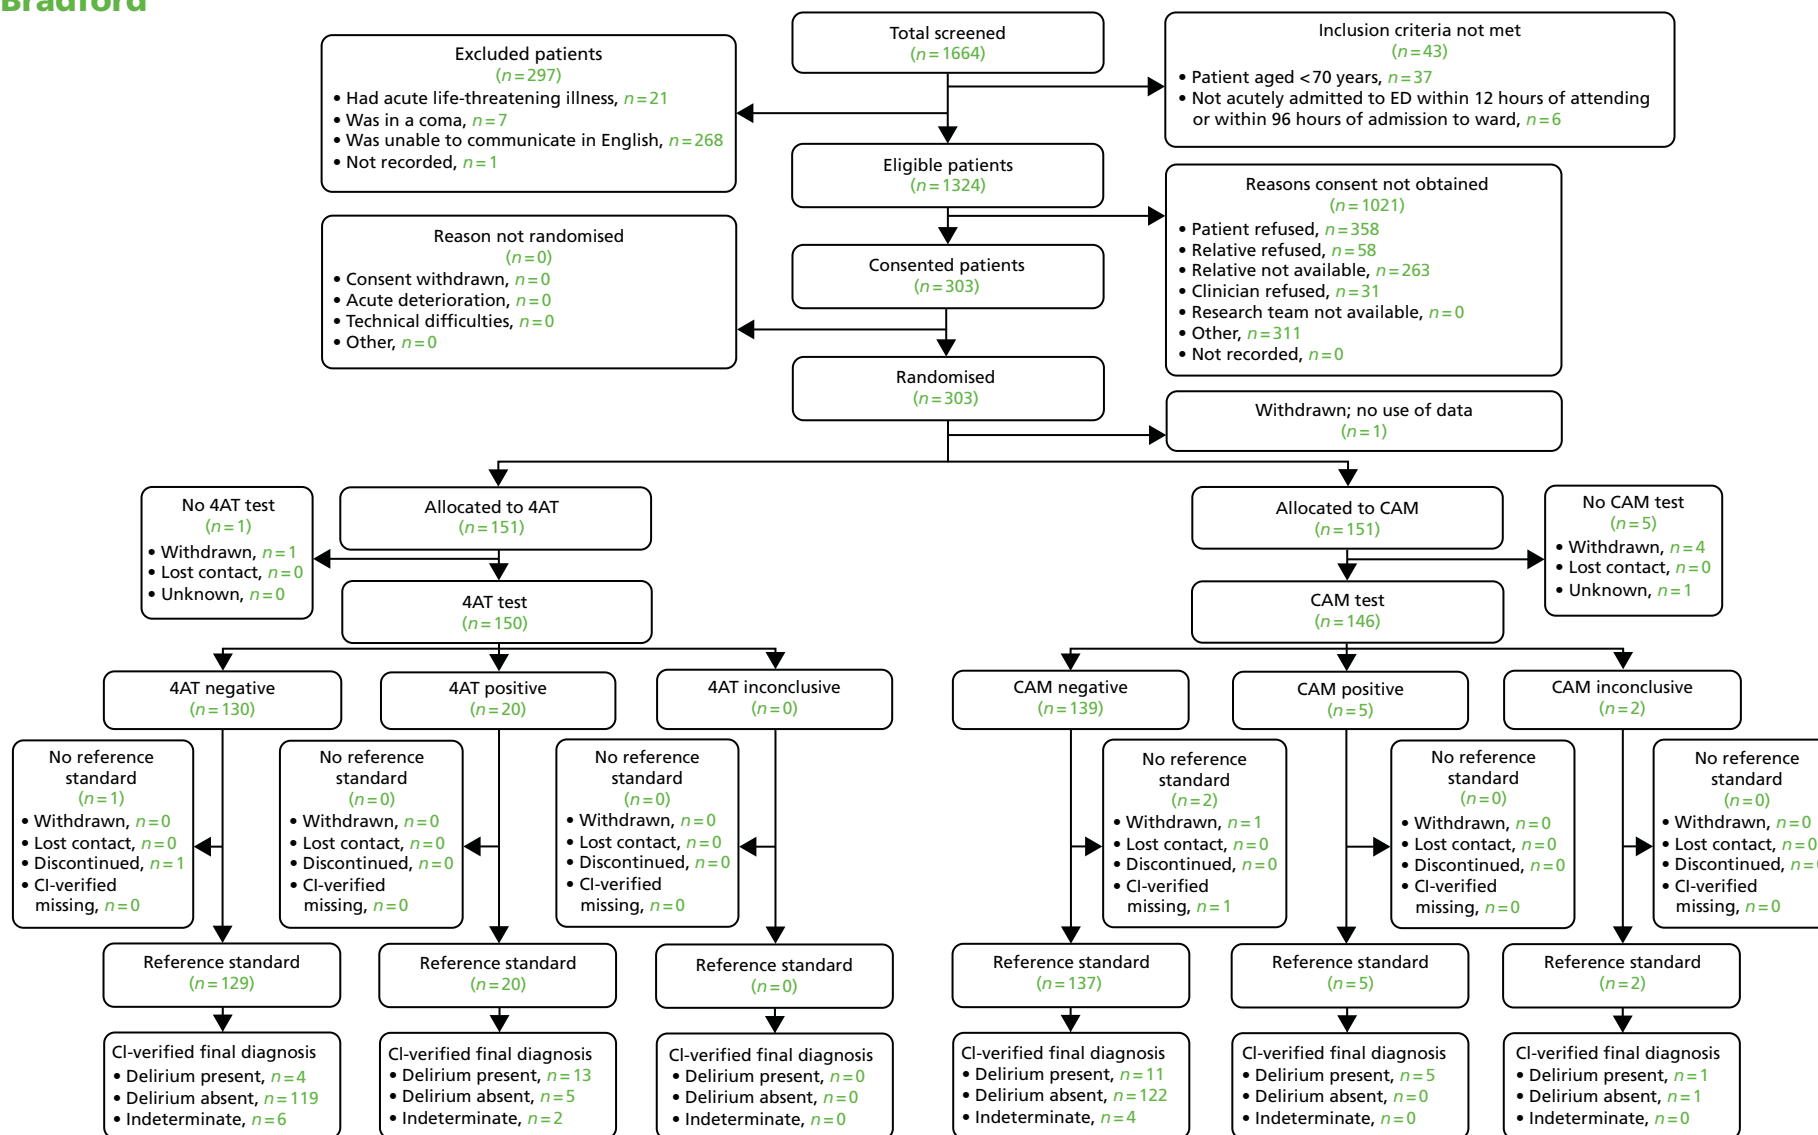 Bradford
Total screened
(n=1664)
Inclusion criteria not met
(n=43)
• Patient aged <70 years, n=37
• Not acutely admitted to ED within 12 hours of attending
or within 96 hours of admission to ward, n=6
Excluded patients
(n=297)
• Had acute life-threatening illness, n=21
• Was in a coma, n=7
• Was unable to communicate in English, n=268
• Not recorded, n=1
Eligible patients
(n=1324)
Reasons consent not obtained
(n=1021)
• Patient refused, n=358
• Relative refused, n=58
• Relative not available, n=263
• Clinician refused, n=31
• Research team not available, n=0
• Other, n=311
• Not recorded, n=0
Consented patients
(n=303)
Reason not randomised
(n=0)
• Consent withdrawn, n=0
• Acute deterioration, n=0
• Technical difficulties, n=0
• Other, n=0
Randomised
(n=303)
Withdrawn; no use of data
(n=1)
No 4AT test
(n=1)
• Withdrawn, n=1
• Lost contact, n=0
• Unknown, n=0
Allocated to 4AT
(n=151)
Allocated to CAM
(n=151)
No CAM test
(n=5)
• Withdrawn, n=4
• Lost contact, n=0
• Unknown, n=1
4AT test
(n=150)
CAM test
(n=146)
4AT negative
(n=130)
4AT positive
(n=20)
4AT inconclusive
(n=0)
CAM negative
(n=139)
CAM positive
(n=5)
CAM inconclusive
(n=2)
No reference
standard
(n=1)
• Withdrawn, n=0
• Lost contact, n=0
• Discontinued, n=1
• CI-verified
missing, n=0
No reference
standard
(n=0)
• Withdrawn, n=0
• Lost contact, n=0
• Discontinued, n=0
• CI-verified
missing, n=0
No reference
standard
(n=0)
• Withdrawn, n=0
• Lost contact, n=0
• Discontinued, n=0
• CI-verified
missing, n=0
No reference
standard
(n=2)
• Withdrawn, n=1
• Lost contact, n=0
• Discontinued, n=0
• CI-verified
missing, n=1
No reference
standard
(n=0)
• Withdrawn, n=0
• Lost contact, n=0
• Discontinued, n=0
• CI-verified
missing, n=0
No reference
standard
(n=0)
• Withdrawn, n=0
• Lost contact, n=0
• Discontinued, n=
• CI-verified
missing, n=0
Reference standard
(n=129)
Reference standard
(n=20)
Reference standard
(n=0)
Reference standard
(n=137)
Reference standard
(n=5)
Reference standard
(n=2)
CI-verified final diagnosis
• Delirium present, n=4
• Delirium absent, n=119
• Indeterminate, n=6
CI-verified final diagnosis
• Delirium present, n=13
• Delirium absent, n=5
• Indeterminate, n=2
CI-verified final diagnosis
• Delirium present, n=0
• Delirium absent, n=0
• Indeterminate, n=0
CI-verified final diagnosis
• Delirium present, n=11
• Delirium absent, n=122
• Indeterminate, n=4
CI-verified final diagnosis
• Delirium present, n=5
• Delirium absent, n=0
• Indeterminate, n=0
CI-verified final diagnosis
• Delirium present, n=1
• Delirium absent, n=1
• Indeterminate, n=0